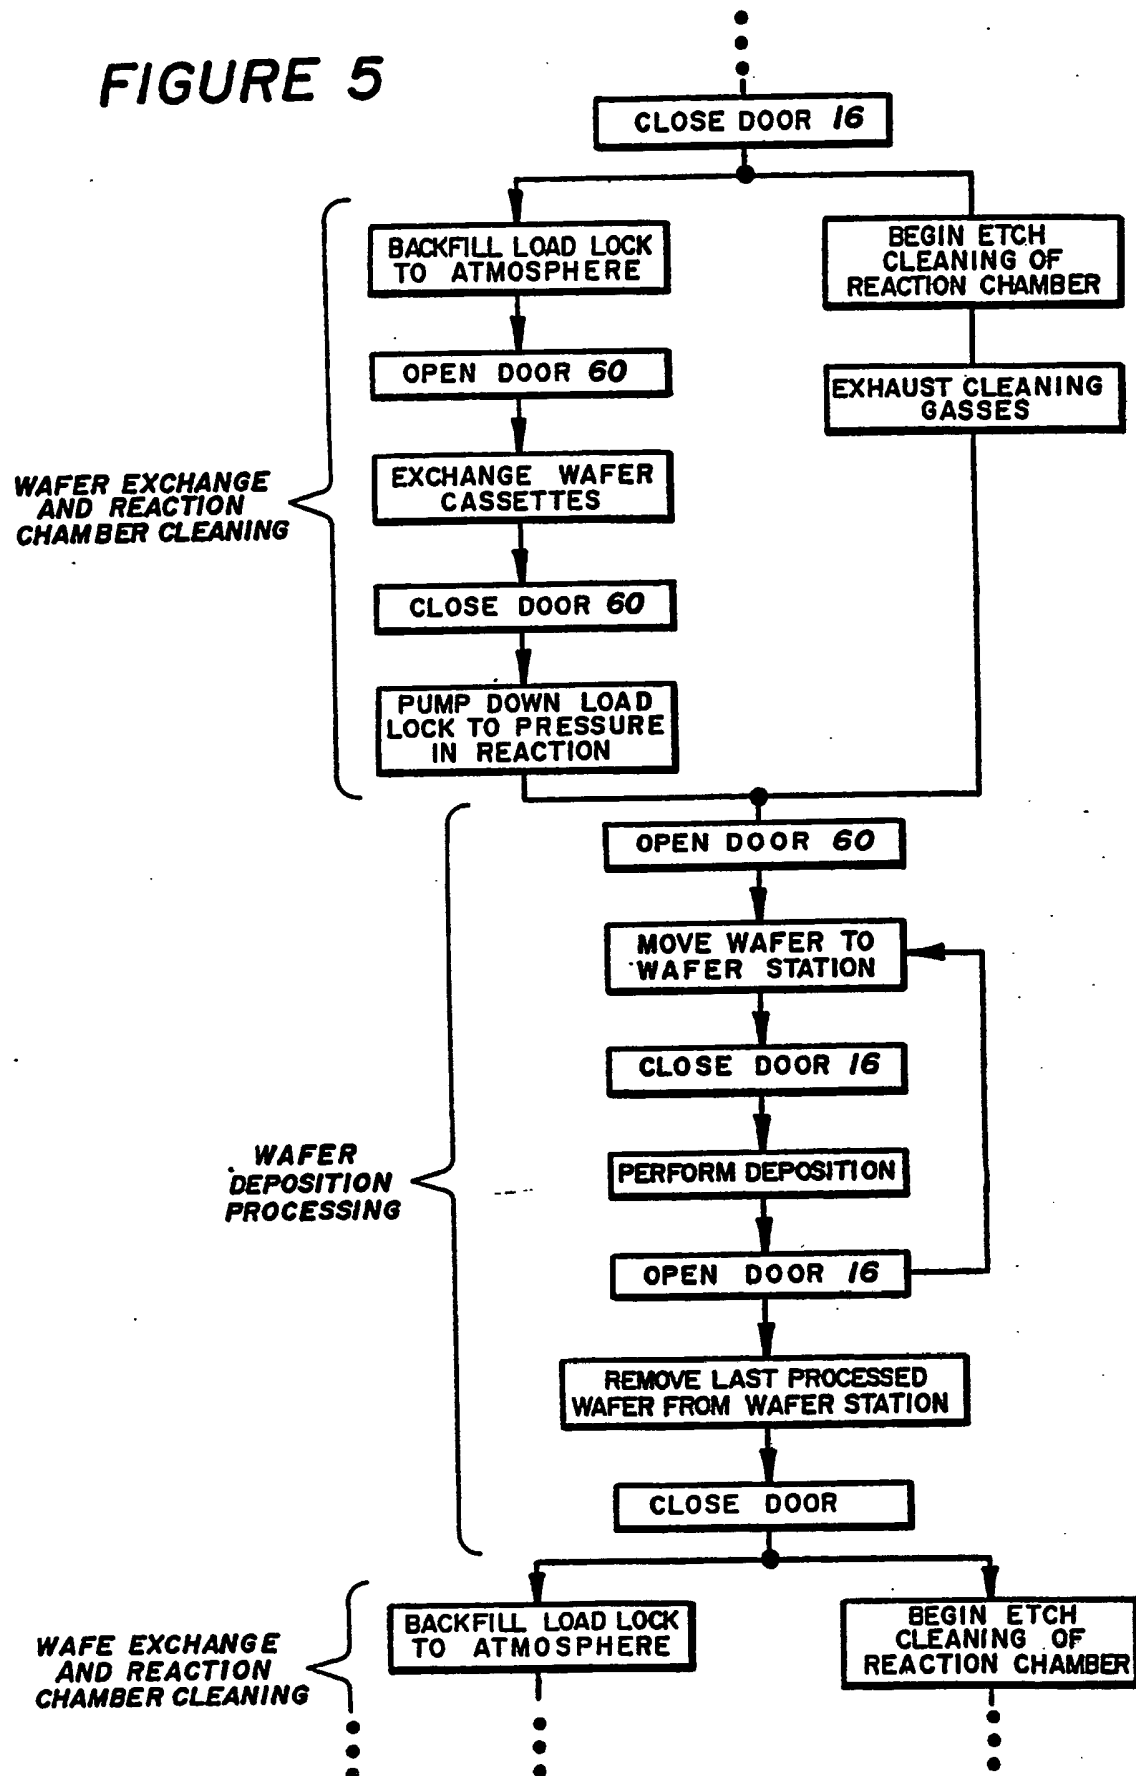 FIGURE 5
CLOSE DOOR 16
BACKFILL LOAD LOCK
TO ATMOSPHERE
OPEN DOOR 60
EXCHANGE WAFER
CASSETTES
CLOSE DOOR 60
PUMP DOWN LOAD
LOCK TO PRESSURE
IN REACTION
BEGIN ETCH
CLEANING OF
REACTION CHAMBER
EXHAUST CLEANING
GASSES
WAFER EXCHANGE
AND REACTION
CHAMBER CLEANING
OPEN DOOR 60
MOVE WAFER TO
WAFER STATION
CLOSE DOOR 16
PERFORM DEPOSITION
OPEN DOOR 16
REMOVE LAST PROCESSED
WAFER FROM WAFER STATION
CLOSE DOOR
WAFER
DEPOSITION
PROCESSING
BACKFILL LOAD LOCK
TO ATMOSPHERE
BEGIN ETCH
CLEANING OF
REACTION CHAMBER
WAFE EXCHANGE
AND REACTION
CHAMBER CLEANING